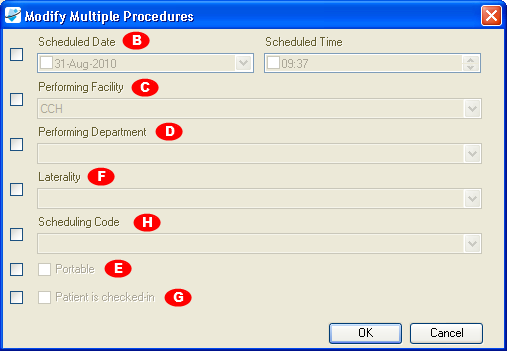 Modify Multiple Procedures
Scheduled Date B Scheduled Time
31-Aug-2010 09:37
Performing Facility C
CCH
Performing Department D
Laterality F
Scheduling Code H
Portable E
Patient is checked-in G
OK Cancel